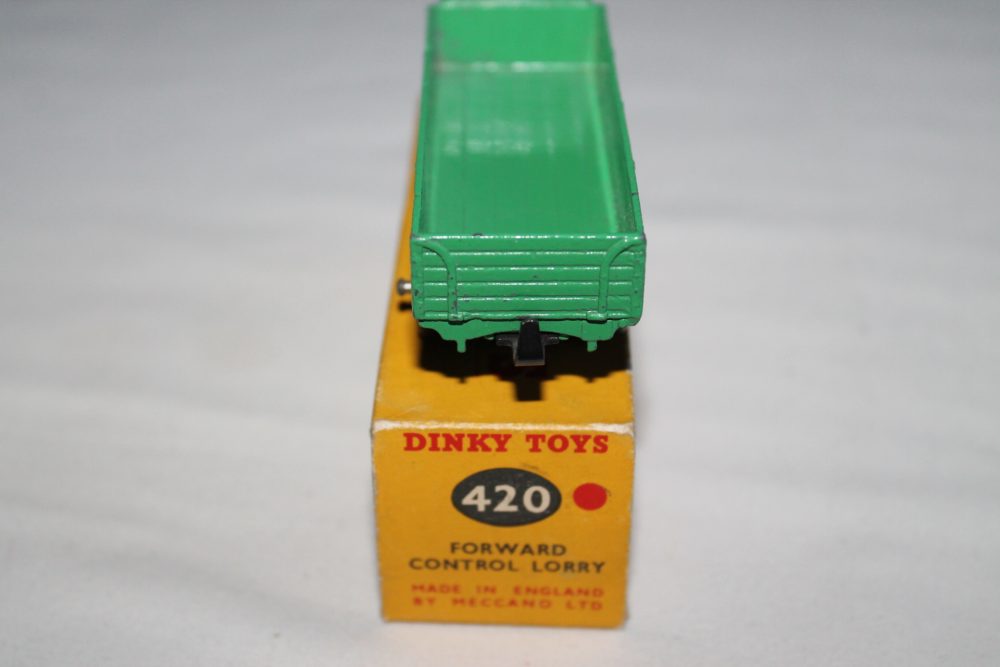 DINKY TOYS
420
FORWARD
CONTROL LORRY
MADE IN ENGLAND
BY MECCANO LTD